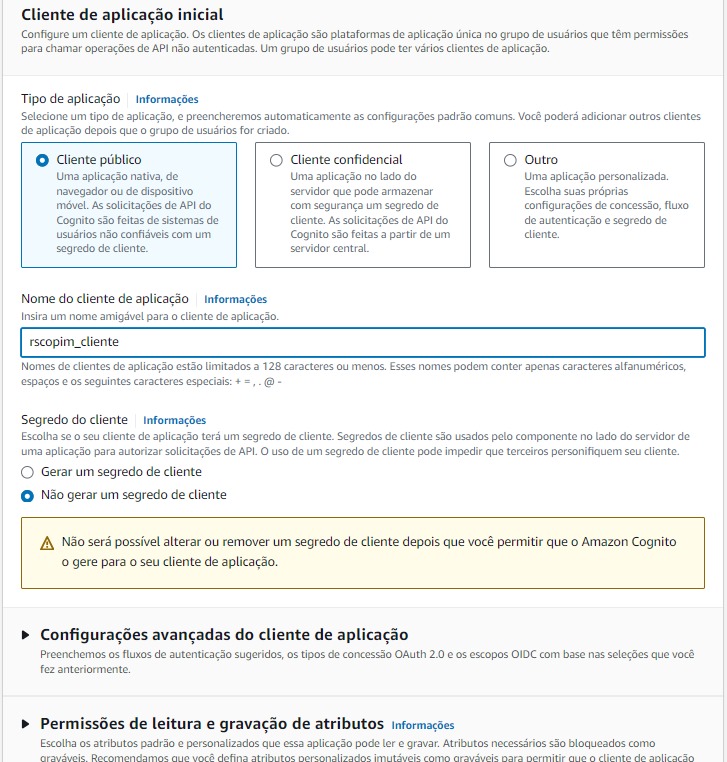 Cliente de aplicação inicial
Configure um cliente de aplicação. Os clientes de aplicação são plataformas de aplicação única no grupo de usuários que têm permissões
para chamar operações de API não autenticadas. Um grupo de usuários pode ter vários clientes de aplicação.
Tipo de aplicação Informações
Selecione um tipo de aplicação, e preencheremos automaticamente as configurações padrão comuns. Você poderá adicionar outros clientes
de aplicação depois que o grupo de usuários for criado.
Cliente público
Uma aplicação nativa, de
navegador ou de dispositivo
móvel. As solicitações de API do
Cognito são feitas de sistemas de
usuários não confiáveis com um
segredo de cliente.
Cliente confidencial
Uma aplicação no lado do
servidor que pode armazenar
com segurança um segredo de
cliente. As solicitações de API do
Cognito são feitas a partir de um
servidor central.
Outro
Uma aplicação personalizada.
Escolha suas próprias
configurações de concessão, fluxo
de autenticação e segredo de
cliente.
Nome do cliente de aplicação Informações
Insira um nome amigável para o cliente de aplicação.
rscopim_cliente
Nomes de clientes de aplicação estão limitados a 128 caracteres ou menos. Esses nomes podem conter apenas caracteres alfanuméricos,
espaços e os seguintes caracteres especiais: + = , . @ -
Segredo do cliente Informações
Escolha se o seu cliente de aplicação terá um segredo de cliente. Segredos de cliente são usados pelo componente no lado do servidor de
uma aplicação para autorizar solicitações de API. O uso de um segredo de cliente pode impedir que terceiros personifiquem seu cliente.
Gerar um segredo de cliente
Não gerar um segredo de cliente
Não será possível alterar ou remover um segredo de cliente depois que você permitir que o Amazon Cognito
o gere para o seu cliente de aplicação.
Configurações avançadas do cliente de aplicação
Preenchemos os fluxos de autenticação sugeridos, os tipos de concessão OAuth 2.0 e os escopos OIDC com base nas seleções que você
fez anteriormente.
Permissões de leitura e gravação de atributos Informações
Escolha os atributos padrão e personalizados que essa aplicação pode ler e gravar. Atributos necessários são bloqueados como
graváveis. Recomendamos que você defina atributos personalizados imutáveis como graváveis para permitir que o cliente de aplicação